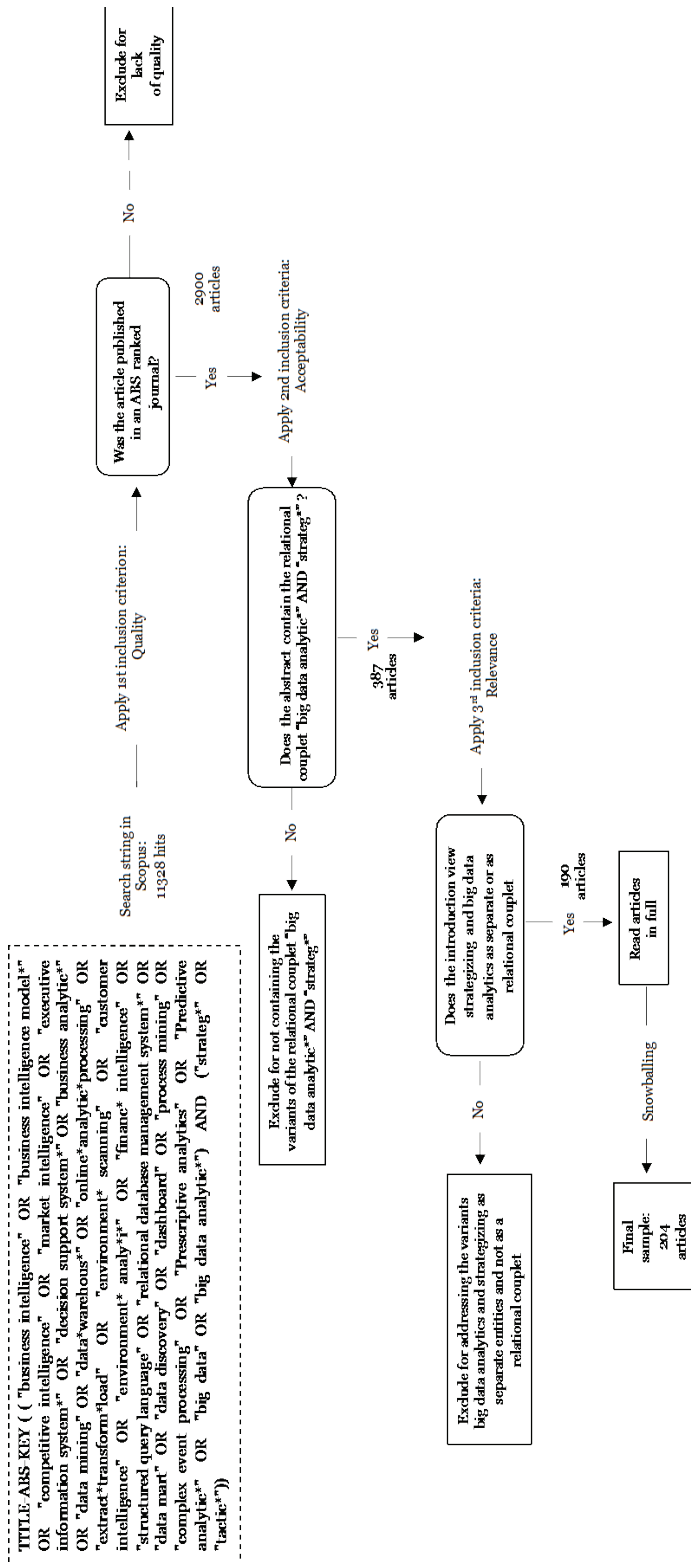 TITLE-ABS-KEY ( ( "business intelligence" OR "business intelligence model*"
OR "competitive intelligence" OR "market intelligence" OR "executive
information system*" OR "decision support system*" OR "business analytic*"
OR "data mining" OR "data*warehous*" OR "online*analytic*processing" OR
"extract*transform*load" OR "environment* scanning" OR "customer
intelligence" OR "environment* analy*i*" OR "financ* intelligence" OR
"structured query language" OR "relational database management system*" OR
"data mart" OR "data discovery" OR "dashboard" OR "process mining" OR
"complex event processing" OR "Prescriptive analytics" OR "Predictive
analytic*" OR "big data" OR "big data analytic*") AND ("strateg*" OR
"tactic*"))
Search string in
Scopus:
11328 hits
Apply 1st inclusion criterion:
Quality
Was the article published
in an ABS ranked
journal?
No
Exclude for
lack
of quality
Yes
2900
articles
Apply 2nd inclusion criteria:
Acceptability
Does the abstract contain the relational
couplet "big data analytic*" AND "strateg*" ?
No
Exclude for not containing the
variants of the relational couplet "big
data analytic*" AND "strateg*"
Yes
387
articles
Apply 3rd inclusion criteria:
Relevance
Does the introduction view
strategizing and big data
analytics as separate or as
relational couplet
No
Exclude for addressing the variants
big data analytics and strategizing as
separate entities and not as a
relational couplet
Yes
190
articles
Read articles
in full
Snowballing
Final
sample:
204
articles